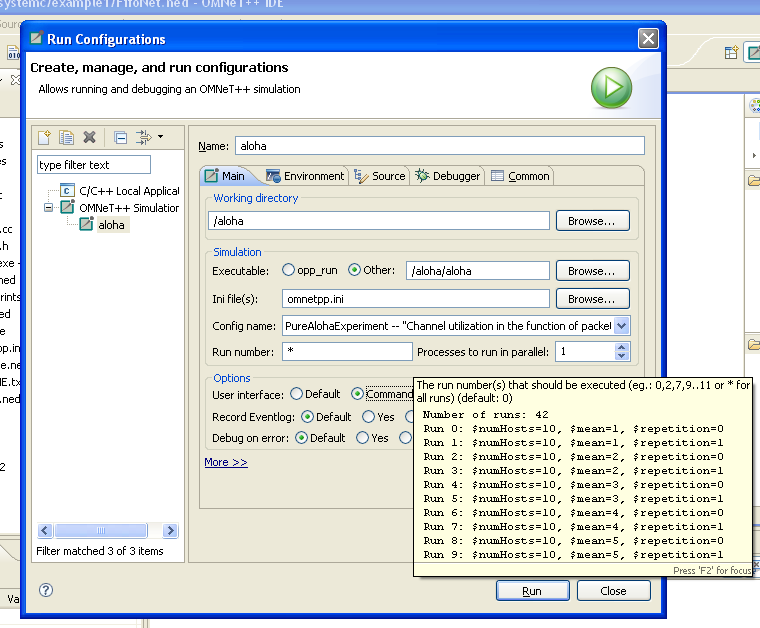 systemc/example17FifoNet.ned - OMNeT++ IDE
Run Configurations
Create, manage, and run configurations
Allows running and debugging an OMNeT++ simulation
type filter text
C/C++ Local Applicat
OMNeT++ Simulation
aloha
Filter matched 3 of 3 items
Name: aloha
Main Environment Source Debugger Common
Working directory
/aloha Browse...
Simulation
Executable: opp_run Other: /aloha/aloha Browse...
Ini file(s): omnetpp.ini Browse...
Config name: PureAlohaExperiment -- "Channel utilization in the function of packet
Run number: * Processes to run in parallel: 1
Options
User interface: Default Command
Record Eventlog: Default Yes
Debug on error: Default Yes
More >>
The run number(s) that should be executed (eg.: 0,2,7,9..11 or * for
all runs) (default: 0)
Number of runs: 42
Run 0: $numHosts=10, $mean=1, $repetition=0
Run 1: $numHosts=10, $mean=1, $repetition=1
Run 2: $numHosts=10, $mean=2, $repetition=0
Run 3: $numHosts=10, $mean=2, $repetition=1
Run 4: $numHosts=10, $mean=3, $repetition=0
Run 5: $numHosts=10, $mean=3, $repetition=1
Run 6: $numHosts=10, $mean=4, $repetition=0
Run 7: $numHosts=10, $mean=4, $repetition=1
Run 8: $numHosts=10, $mean=5, $repetition=0
Run 9: $numHosts=10, $mean=5, $repetition=1
Press 'F2' for focus
Run Close